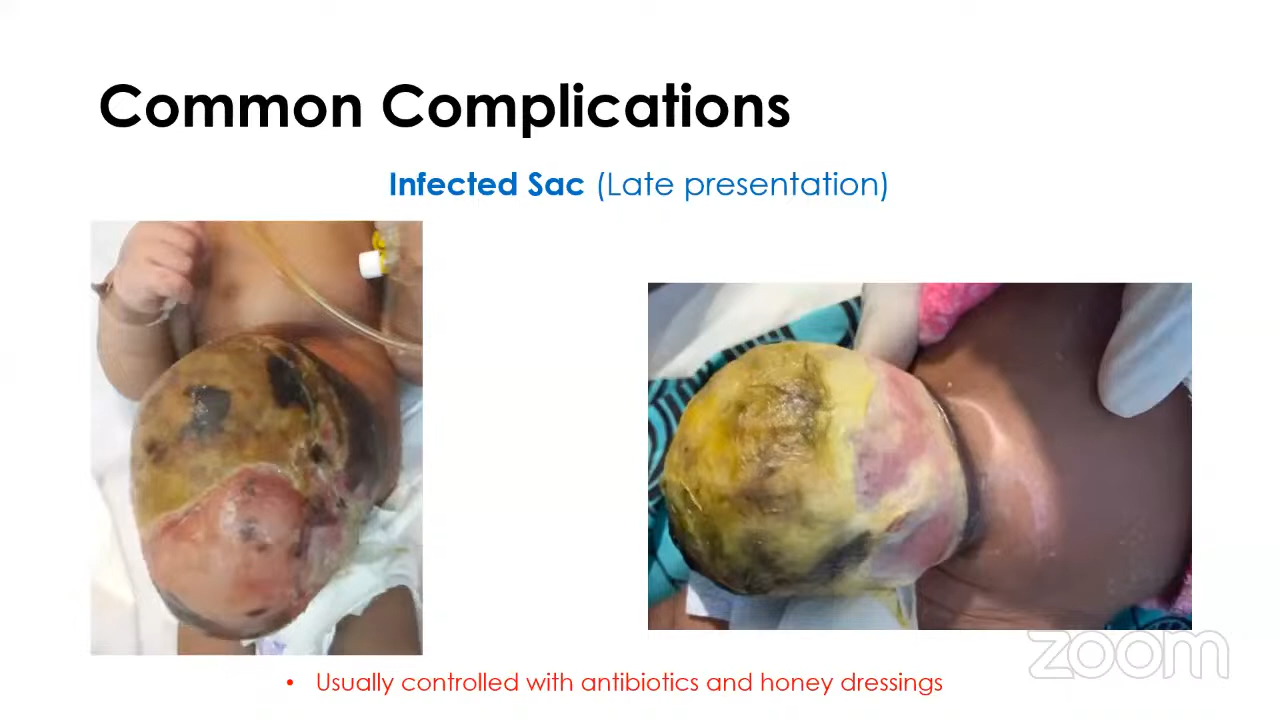 Common Complications
Infected Sac (Late presentation)
• Usually controlled with antibiotics and honey dressings
zoom